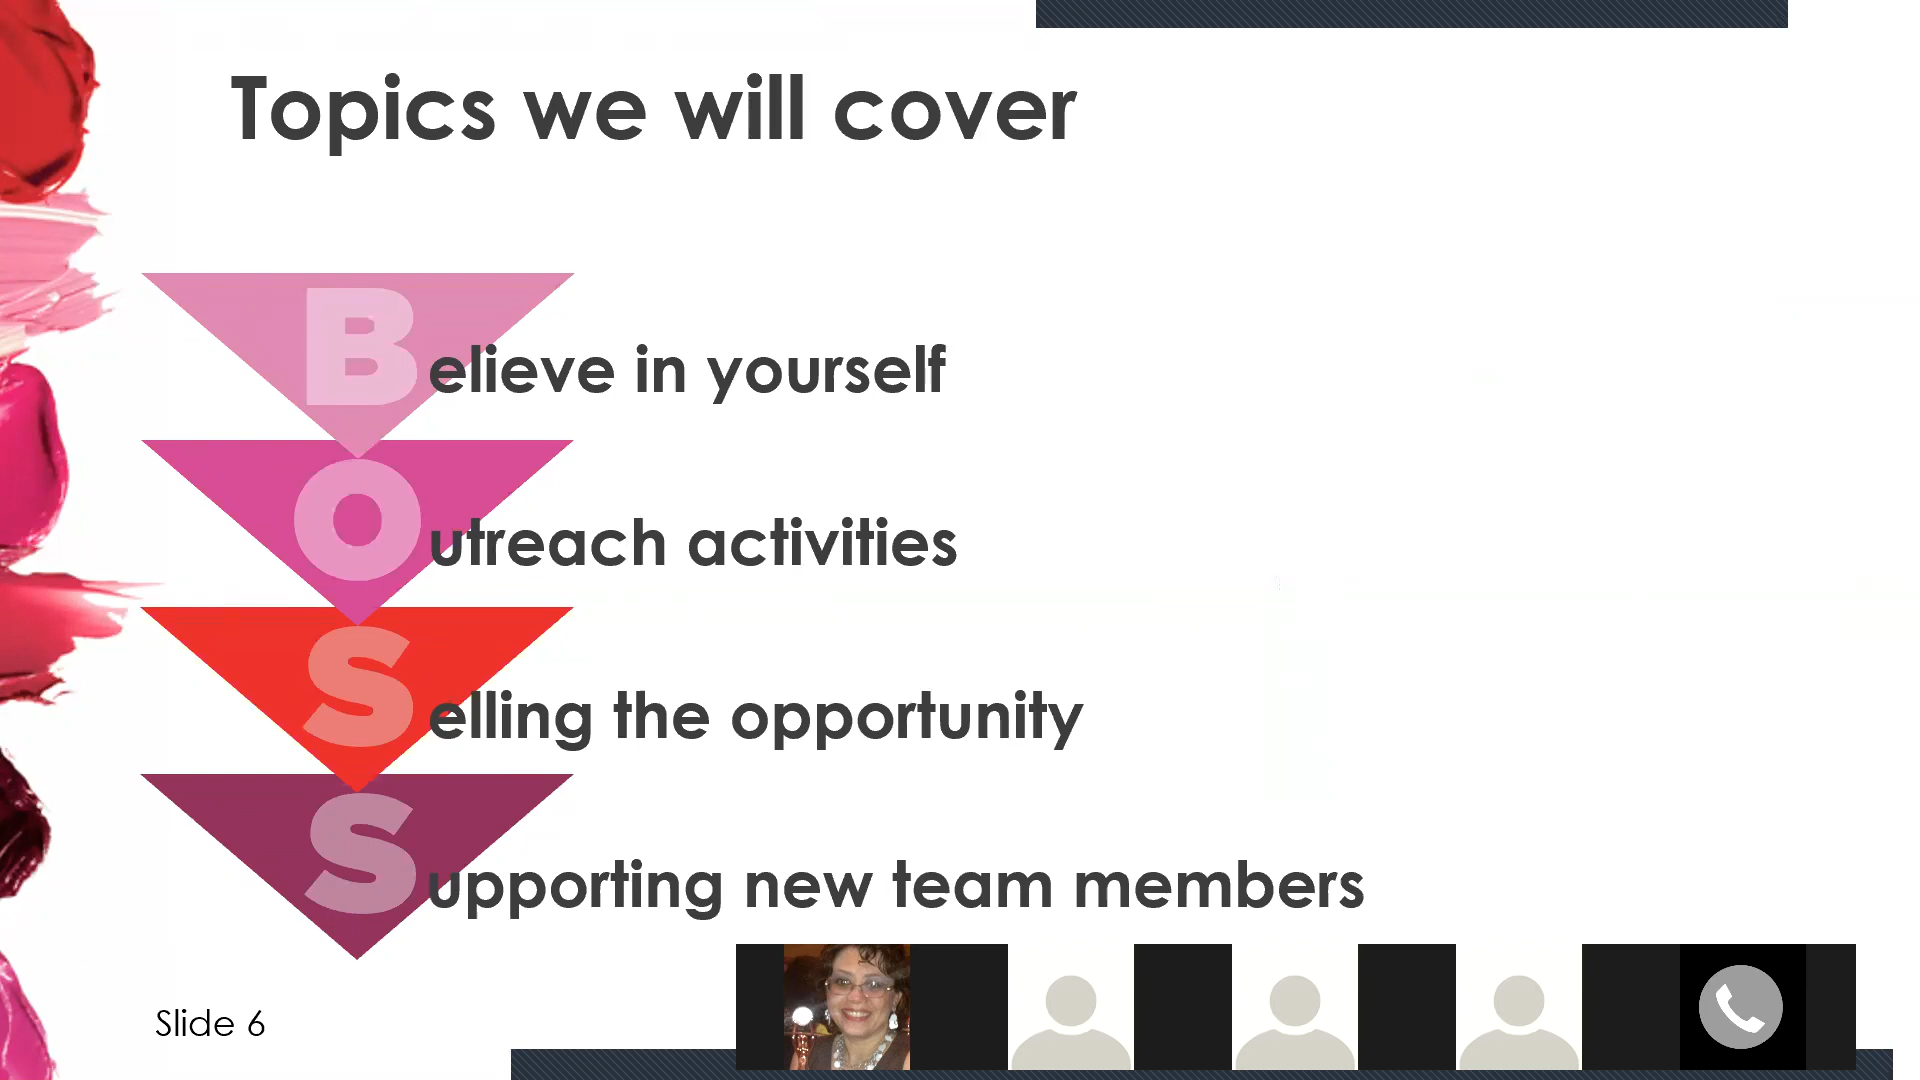 Topics we will cover
Believe in yourself
Outreach activities
Selling the opportunity
Supporting new team members
Slide 6